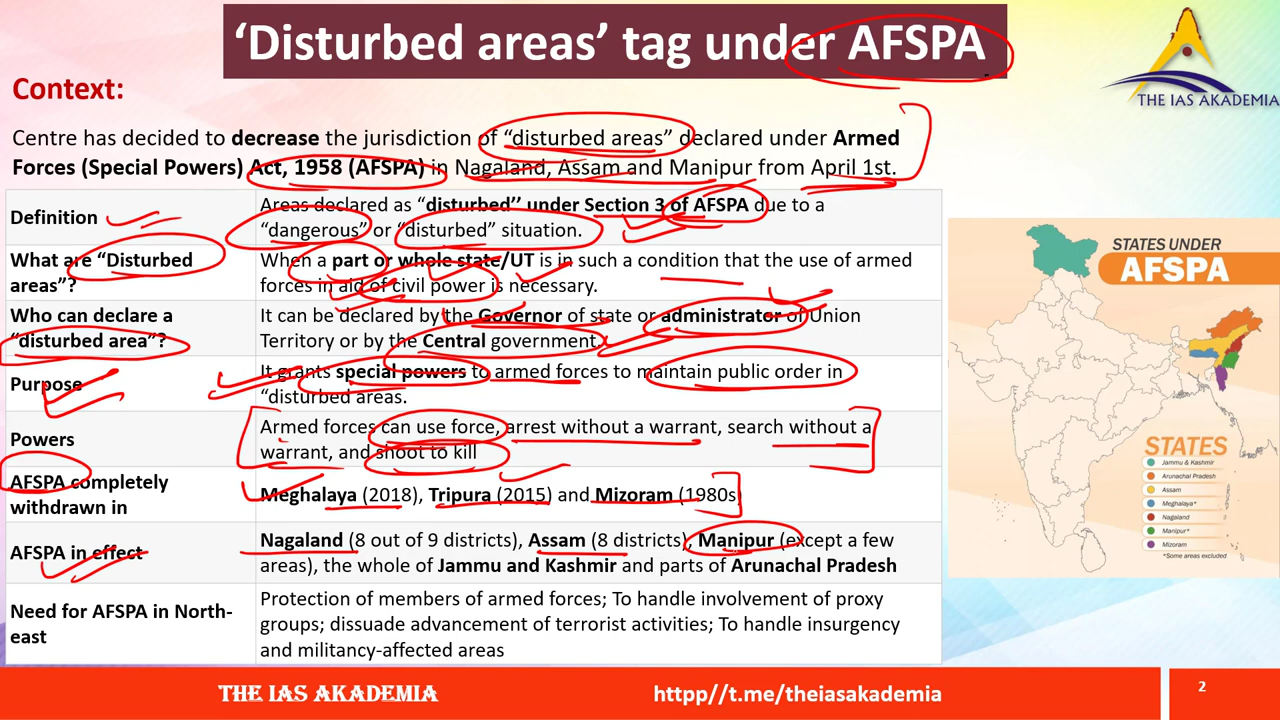 ‘Disturbed areas’ tag under AFSPA
THE IAS AKADEMIA
Context:
Centre has decided to decrease the jurisdiction of “disturbed areas” declared under Armed
Forces (Special Powers) Act, 1958 (AFSPA) in Nagaland, Assam and Manipur from April 1st.
Definition
Areas declared as “disturbed’’ under Section 3 of AFSPA due to a
“dangerous” or “disturbed” situation.
What are “Disturbed
areas”?
When a part or whole state/UT is in such a condition that the use of armed
forces in aid of civil power is necessary.
Who can declare a
“disturbed area”?
It can be declared by the Governor of state or administrator of Union
Territory or by the Central government.
Purpose
It grants special powers to armed forces to maintain public order in
“disturbed areas.
Powers
Armed forces can use force, arrest without a warrant, search without a
warrant, and shoot to kill
AFSPA completely
withdrawn in
Meghalaya (2018), Tripura (2015) and Mizoram (1980s)
AFSPA in effect
Nagaland (8 out of 9 districts), Assam (8 districts), Manipur (except a few
areas), the whole of Jammu and Kashmir and parts of Arunachal Pradesh
Need for AFSPA in North-
east
Protection of members of armed forces; To handle involvement of proxy
groups; dissuade advancement of terrorist activities; To handle insurgency
and militancy-affected areas
STATES UNDER
AFSPA
STATES
Jammu & Kashmir
Arunachal Pradesh
Assam
Meghalaya*
Nagaland
Manipur*
Mizoram
*Some areas excluded
THE IAS AKADEMIA
httpp//t.me/theiasakademia
2